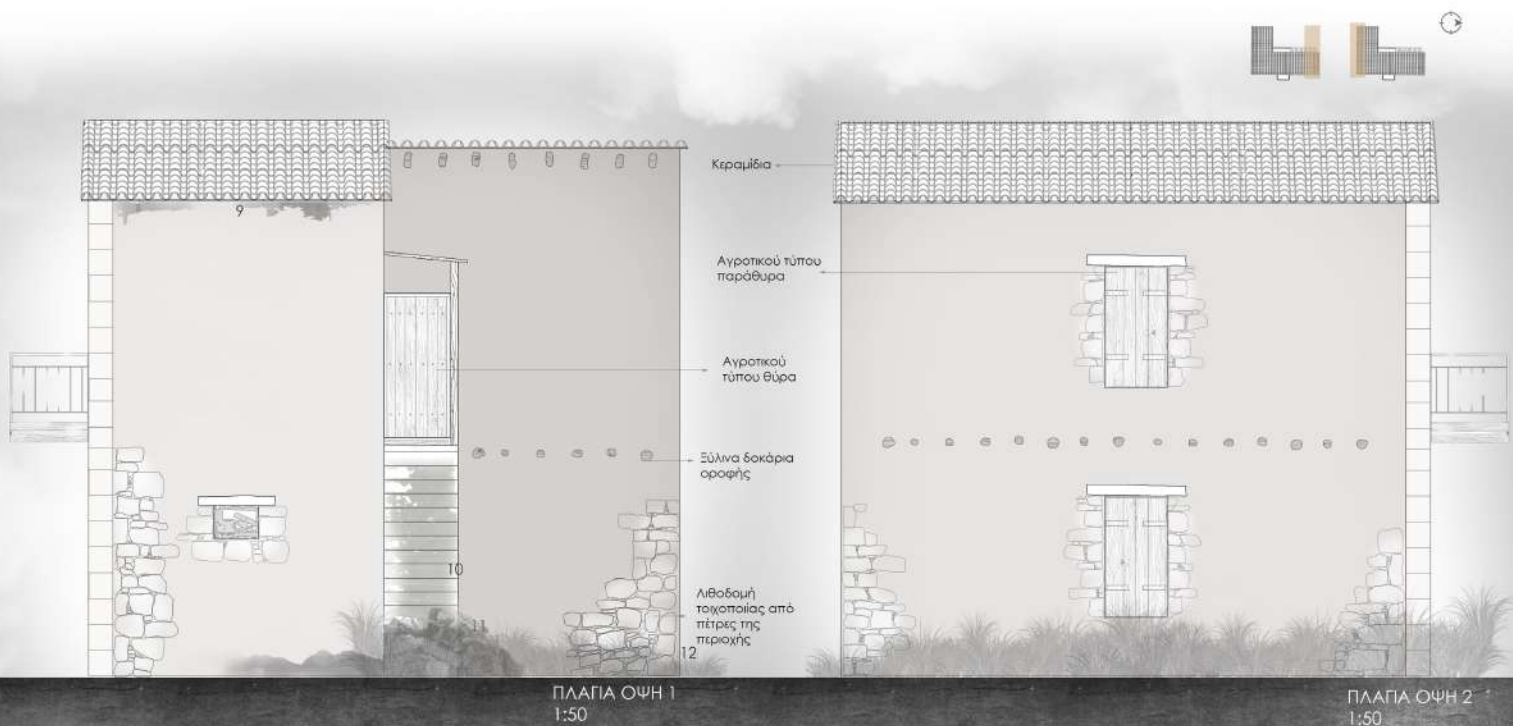 Κεραμίδια
9
Αγροτικού τύπου
παράθυρα
Αγροτικού
τύπου θύρα
Ξύλινα δοκάρια
οροφής
10
Λιθοδομή
τοιχοποιίας από
πέτρες της
περιοχής
11
12
ΠΛΑΓΙΑ ΟΨΗ 1
1:50
ΠΛΑΓΙΑ ΟΨΗ 2
1:50